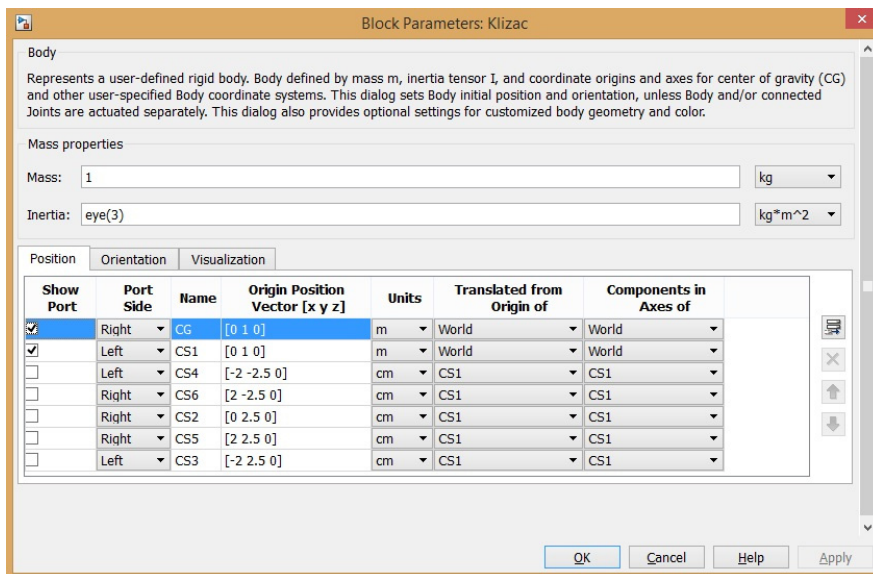 Block Parameters: Klizac
Body
Represents a user-defined rigid body. Body defined by mass m, inertia tensor I, and coordinate origins and axes for center of gravity (CG)
and other user-specified Body coordinate systems. This dialog sets Body initial position and orientation, unless Body and/or connected
Joints are actuated separately. This dialog also provides optional settings for customized body geometry and color.
Mass properties
Mass: 1 kg
Inertia: eye(3) kg*m^2
Position Orientation Visualization
Show Port Port Side Name Origin Position Vector [x y z] Units Translated from Origin of Components in Axes of
Right CG [0 1 0] m World World
Left CS1 [0 1 0] m World World
Left CS4 [-2 -2.5 0] cm CS1 CS1
Right CS6 [2 -2.5 0] cm CS1 CS1
Right CS2 [0 2.5 0] cm CS1 CS1
Right CS5 [2 2.5 0] cm CS1 CS1
Left CS3 [-2 2.5 0] cm CS1 CS1
OK Cancel Help Apply